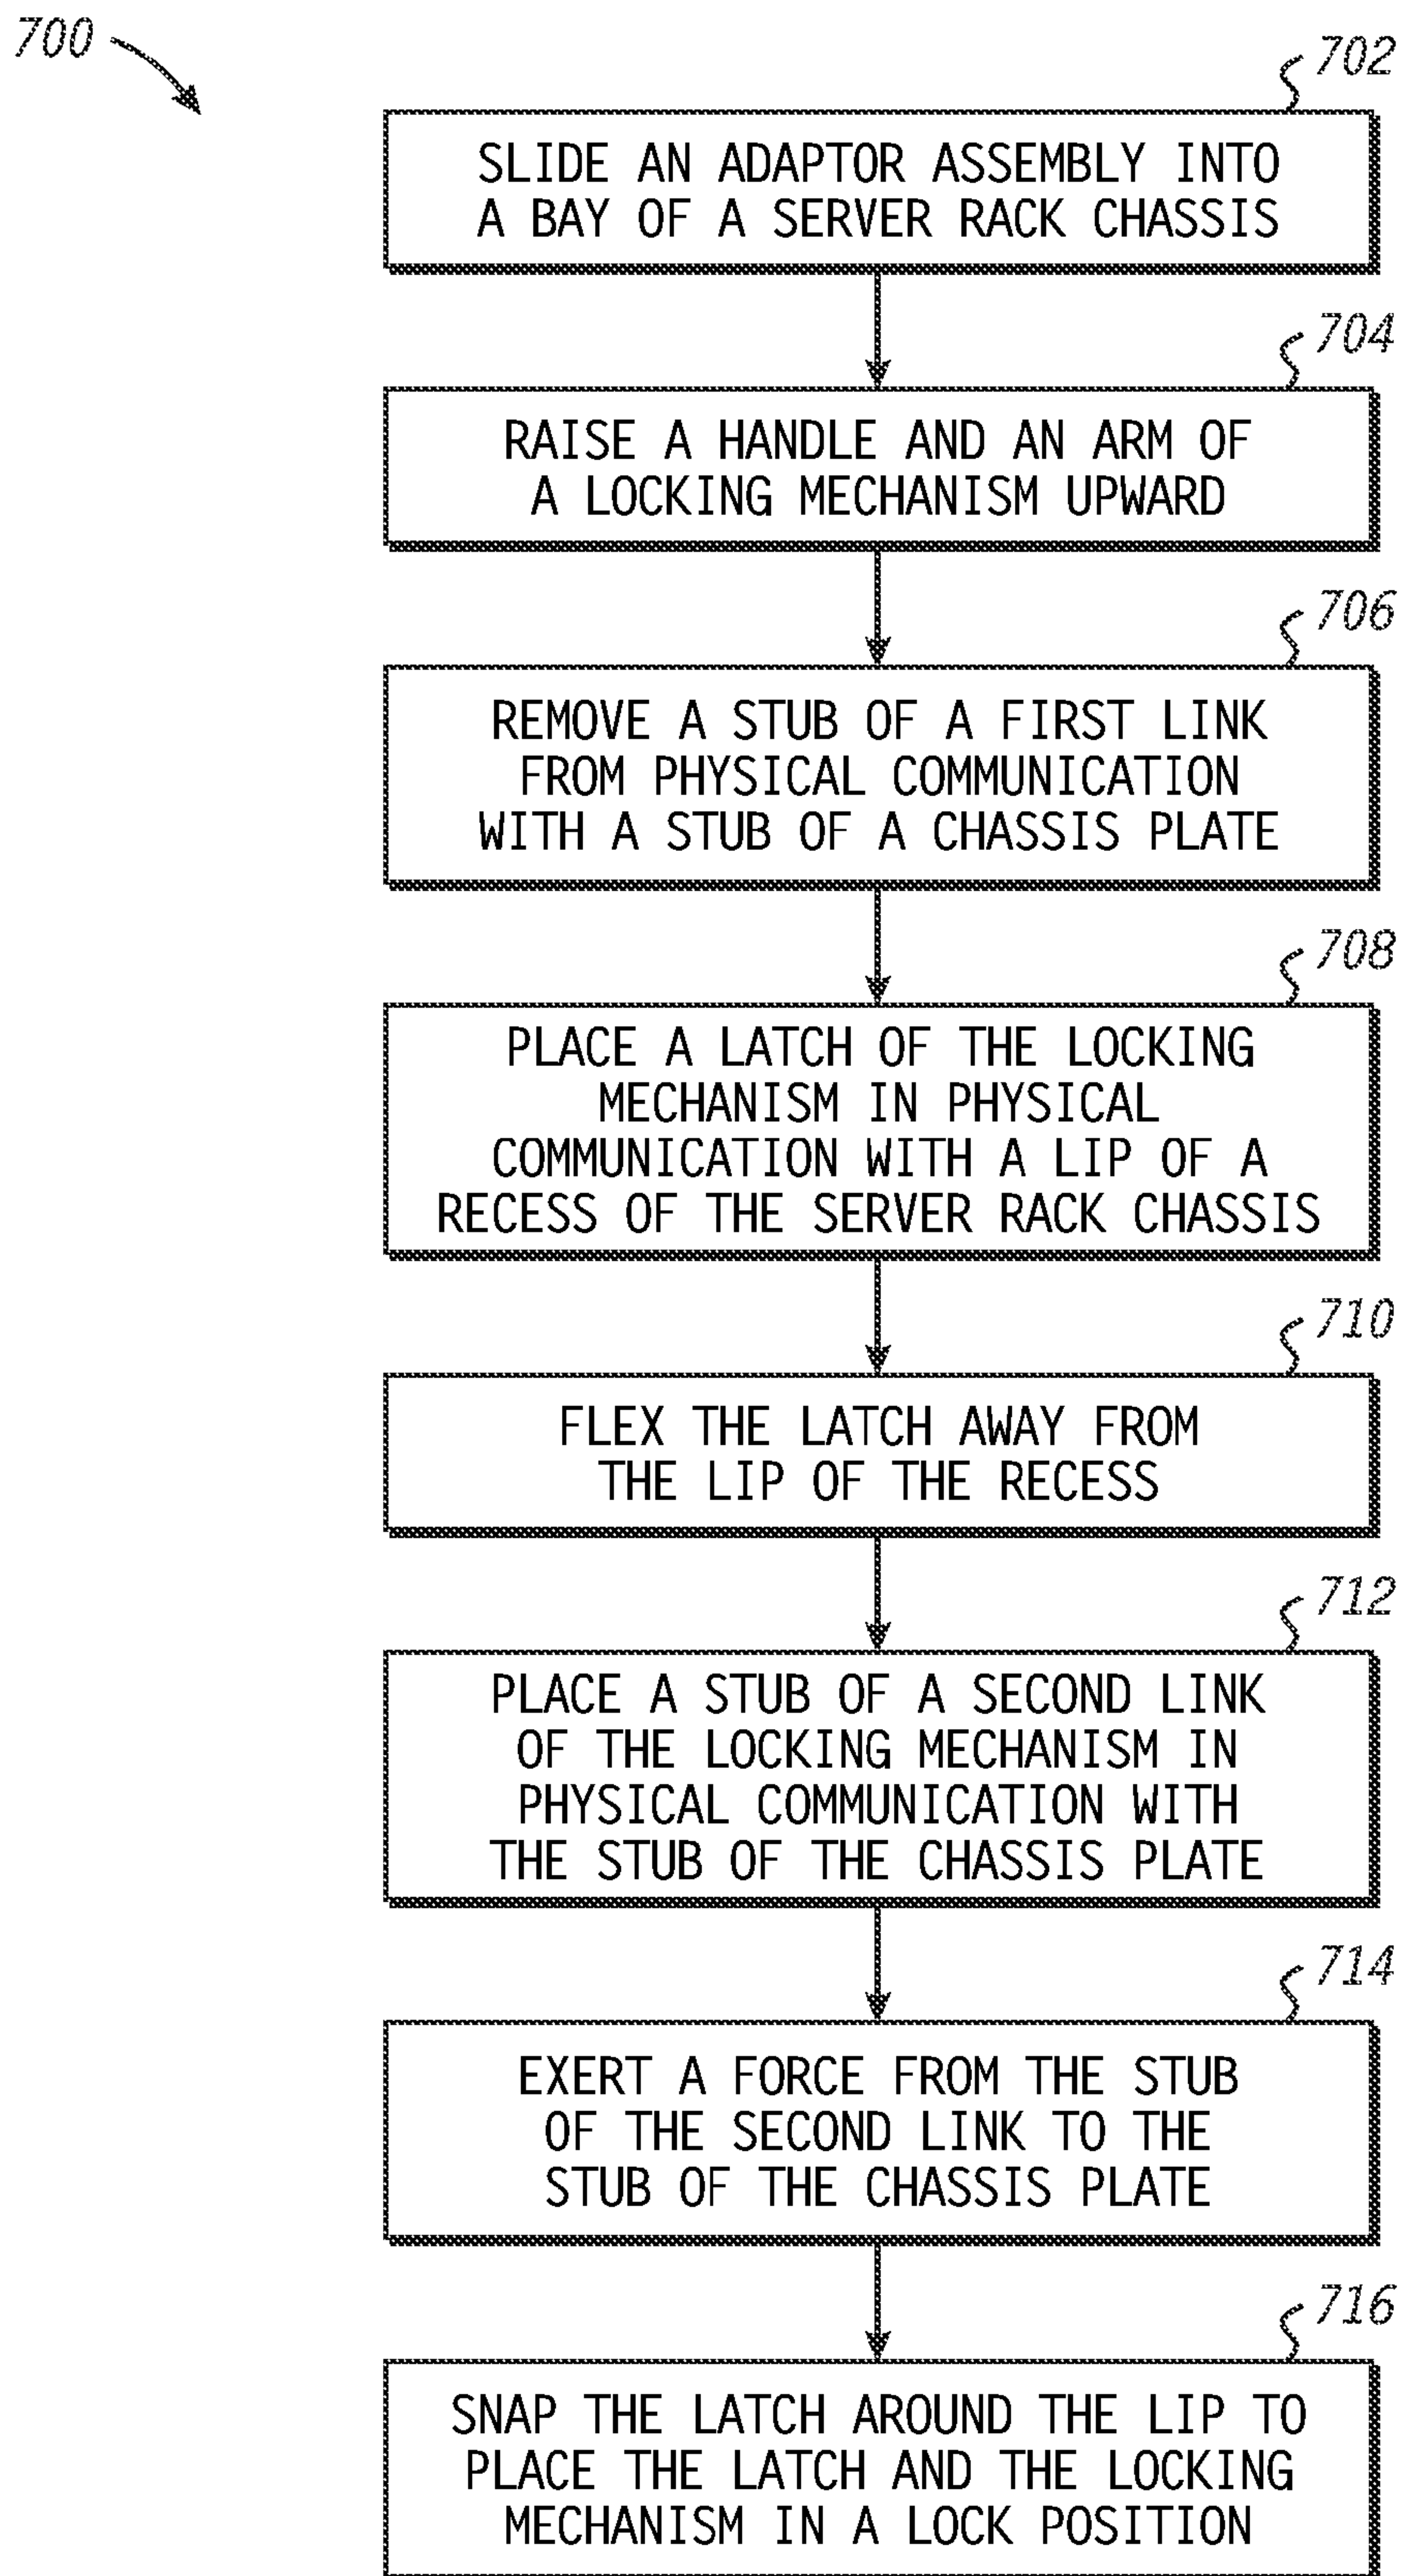 700
702
SLIDE AN ADAPTOR ASSEMBLY INTO
A BAY OF A SERVER RACK CHASSIS
704
RAISE A HANDLE AND AN ARM OF
A LOCKING MECHANISM UPWARD
706
REMOVE A STUB OF A FIRST LINK
FROM PHYSICAL COMMUNICATION
WITH A STUB OF A CHASSIS PLATE
708
PLACE A LATCH OF THE LOCKING
MECHANISM IN PHYSICAL
COMMUNICATION WITH A LIP OF A
RECESS OF THE SERVER RACK CHASSIS
710
FLEX THE LATCH AWAY FROM
THE LIP OF THE RECESS
712
PLACE A STUB OF A SECOND LINK
OF THE LOCKING MECHANISM IN
PHYSICAL COMMUNICATION WITH
THE STUB OF THE CHASSIS PLATE
714
EXERT A FORCE FROM THE STUB
OF THE SECOND LINK TO THE
STUB OF THE CHASSIS PLATE
716
SNAP THE LATCH AROUND THE LIP TO
PLACE THE LATCH AND THE LOCKING
MECHANISM IN A LOCK POSITION